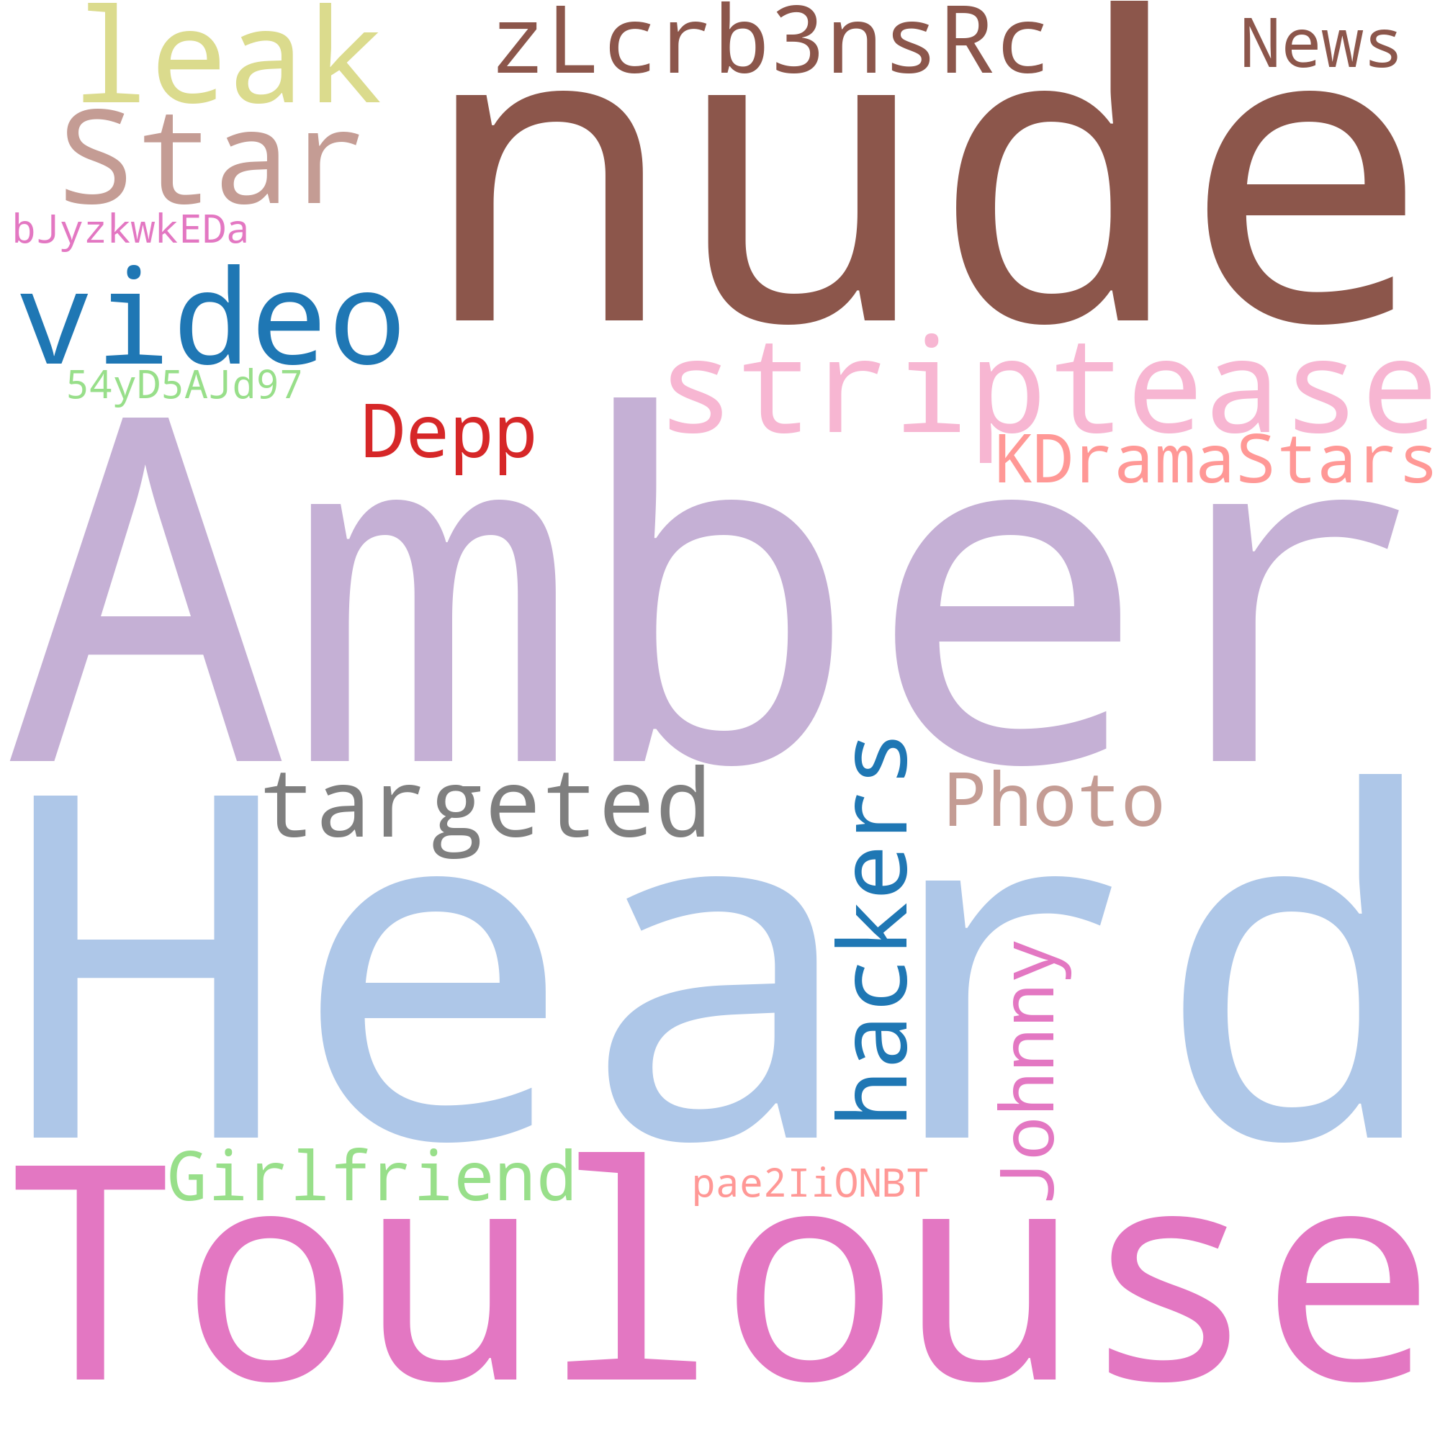 leak
zLcrb3nsRc
News
nude
Star
bJyzkwkEDa
video
striptease
54yD5AJd97
Depp
KDramaStars
Amber
targeted
hackers
Photo
Heard
Johnny
Girlfriend
pae2IiONBT
Toulouse